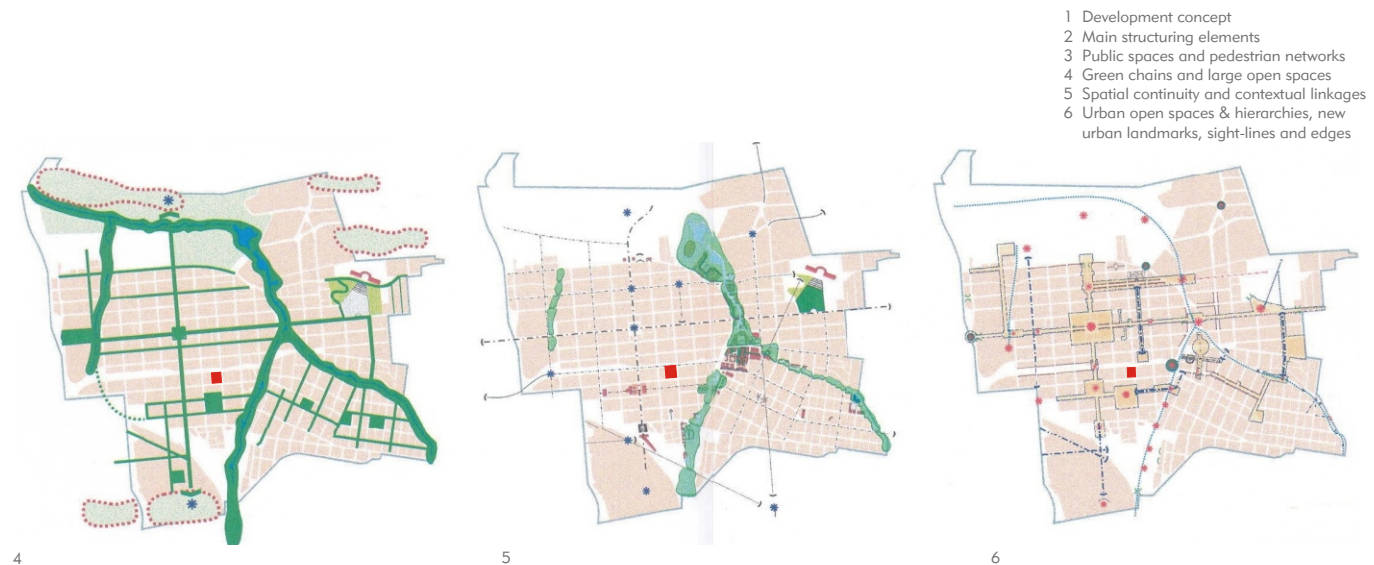 1 Development concept
2 Main structuring elements
3 Public spaces and pedestrian networks
4 Green chains and large open spaces
5 Spatial continuity and contextual linkages
6 Urban open spaces & hierarchies, new
urban landmarks, sight-lines and edges
4
5
6